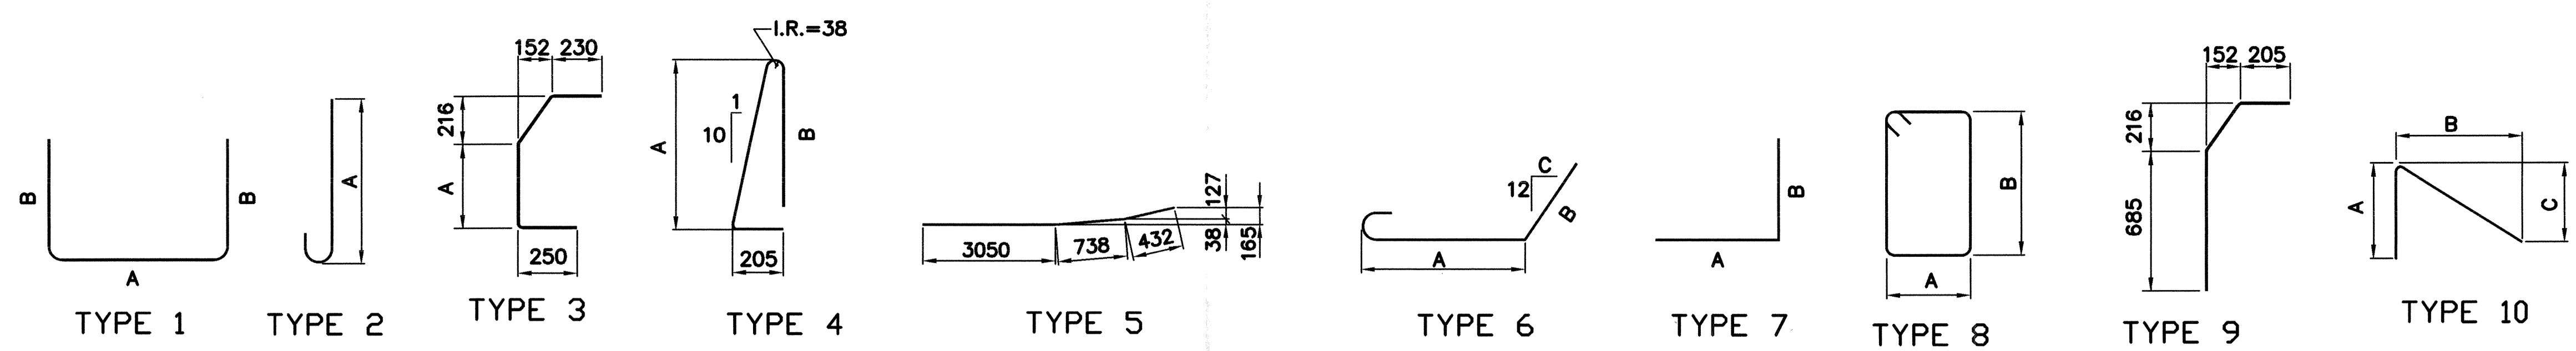 B
B
A
TYPE 1
A
TYPE 2
152 230
216
A
250
TYPE 3
I.R.=38
A
1
10
B
205
TYPE 4
3050
738
432
127
38
165
TYPE 5
12
C
B
A
TYPE 6
B
A
TYPE 7
B
A
TYPE 8
152 205
216
685
TYPE 9
B
A
C
TYPE 10